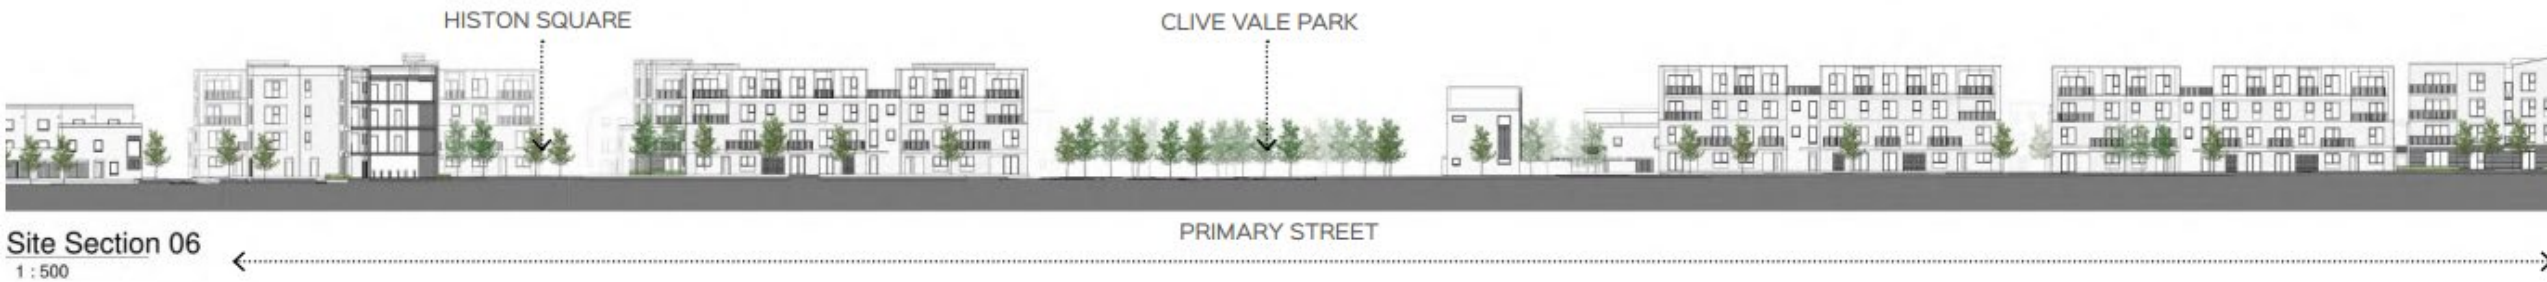 HISTON SQUARE
CLIVE VALE PARK
PRIMARY STREET
Site Section 06
1 : 500